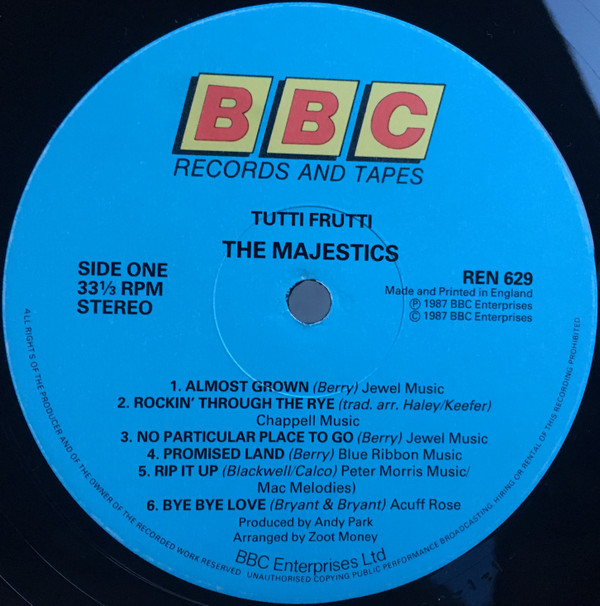 BBC
RECORDS AND TAPES
TUTTI FRUTTI
THE MAJESTICS
SIDE ONE
33⅓ RPM
STEREO
REN 629
Made and Printed in England
Ⓟ 1987 BBC Enterprises
© 1987 BBC Enterprises
1. ALMOST GROWN (Berry) Jewel Music
2. ROCKIN' THROUGH THE RYE (trad. arr. Haley/Keefer)
Chappell Music
3. NO PARTICULAR PLACE TO GO (Berry) Jewel Music
4. PROMISED LAND (Berry) Blue Ribbon Music
5. RIP IT UP (Blackwell/Calco) Peter Morris Music/
Mac Melodies)
6. BYE BYE LOVE (Bryant & Bryant) Acuff Rose
Produced by Andy Park
Arranged by Zoot Money
BBC Enterprises Ltd
ALL RIGHTS OF THE PRODUCER AND OF THE OWNER OF THE RECORDED WORK RESERVED UNAUTHORISED COPYING PUBLIC PERFORMANCE BROADCASTING HIRING OR RENTAL OF THIS RECORDING PROHIBITED